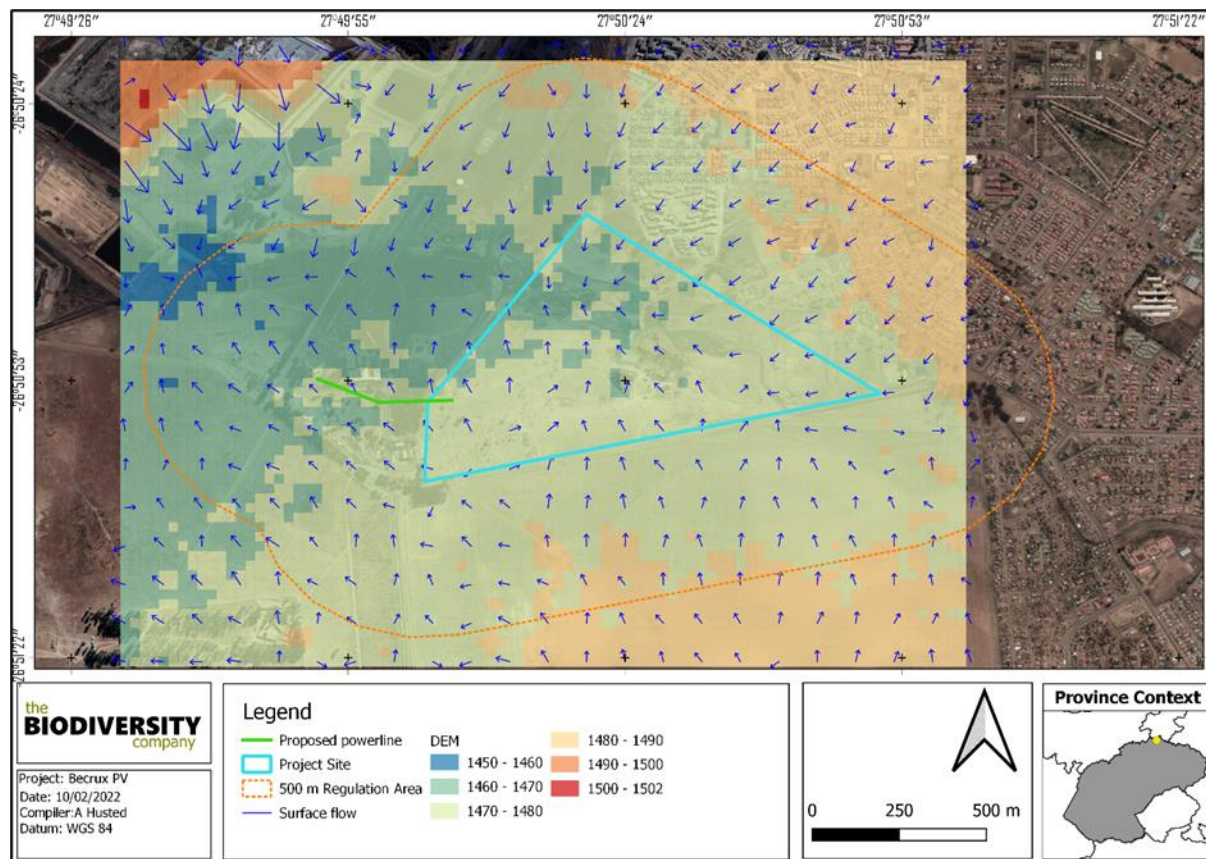 27°49'26" 27°49'55" 27°50'24" 27°50'53" 27°51'22"
-26°50'24"
-26°50'53"
-26°51'22"
the
BIODIVERSITY
company
Project: Becrux PV
Date: 10/02/2022
Compiler:A Husted
Datum: WGS 84
Legend
Proposed powerline
Project Site
500 m Regulation Area
Surface flow
DEM
1450 - 1460
1460 - 1470
1470 - 1480
1480 - 1490
1490 - 1500
1500 - 1502
0 250 500 m
Province Context